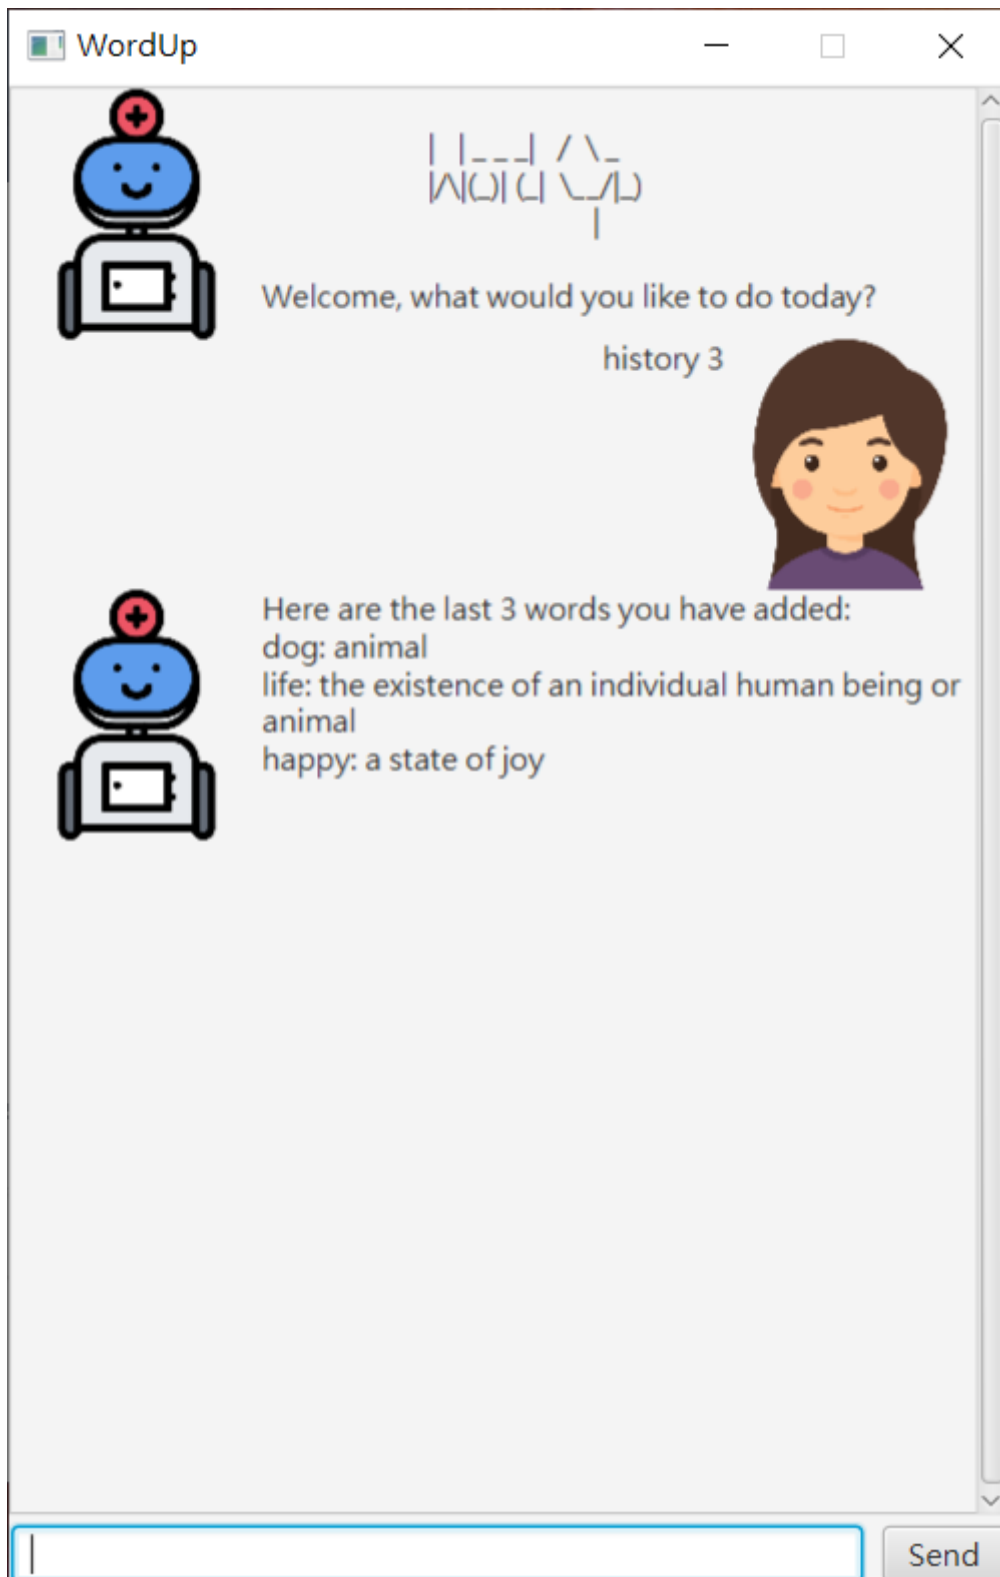 WordUp
| |_ _ _| / \ _
|/\|(_)| (_| \__/|_)
|
Welcome, what would you like to do today?
history 3
Here are the last 3 words you have added:
dog: animal
life: the existence of an individual human being or
animal
happy: a state of joy
Send